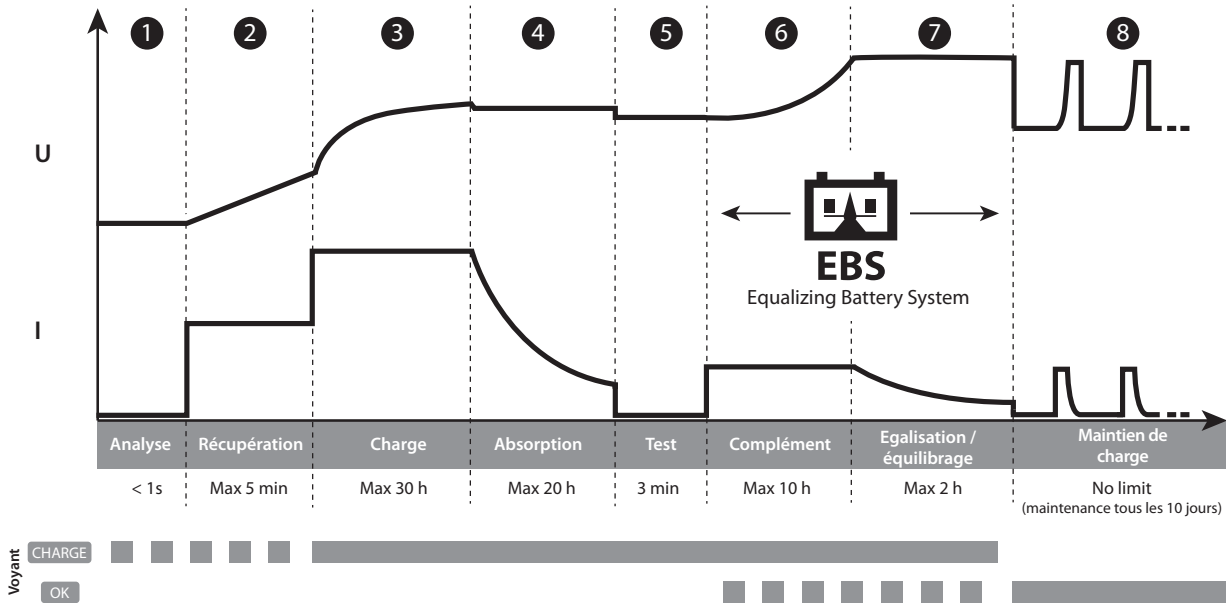 1 2 3 4 5 6 7 8
U
EBS
Equalizing Battery System
I
Analyse Récupération Charge Absorption Test Complément Egalisation / équilibrage Maintien de charge
< 1s Max 5 min Max 30 h Max 20 h 3 min Max 10 h Max 2 h No limit
(maintenance tous les 10 jours)
Voyant
CHARGE
OK